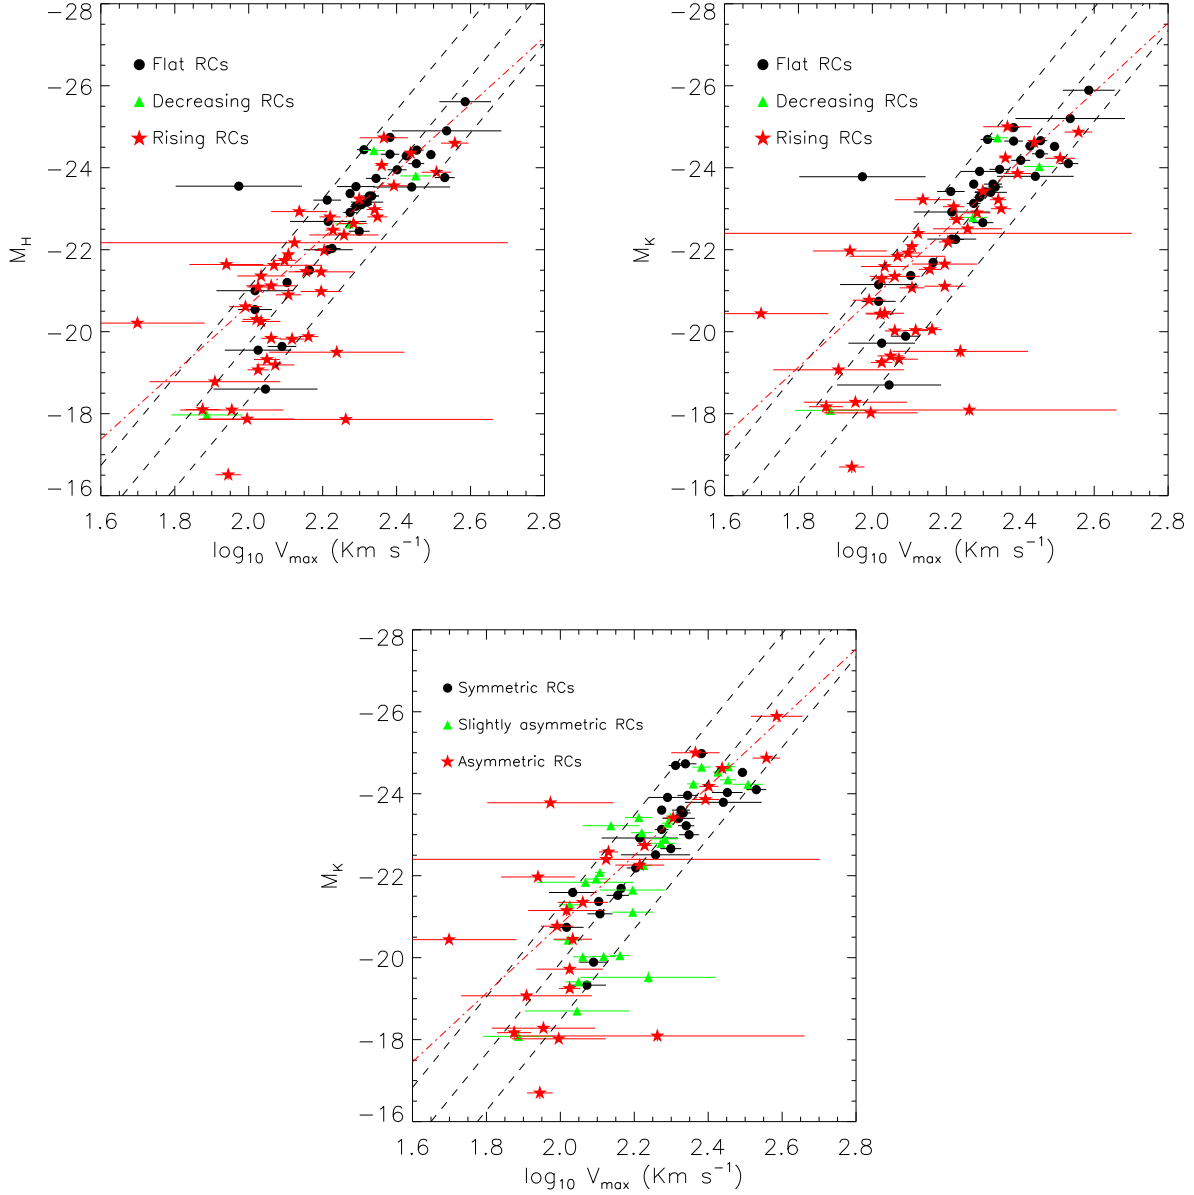 −28
−26
−24
−22
−20
−18
−16
M_H
Flat RCs
Decreasing RCs
Rising RCs
1.6 1.8 2.0 2.2 2.4 2.6 2.8
log₁₀ V_max (Km s⁻¹)
−28
−26
−24
−22
−20
−18
−16
M_K
Flat RCs
Decreasing RCs
Rising RCs
1.6 1.8 2.0 2.2 2.4 2.6 2.8
log₁₀ V_max (Km s⁻¹)
−28
−26
−24
−22
−20
−18
−16
M_K
Symmetric RCs
Slightly asymmetric RCs
Asymmetric RCs
1.6 1.8 2.0 2.2 2.4 2.6 2.8
log₁₀ V_max (Km s⁻¹)